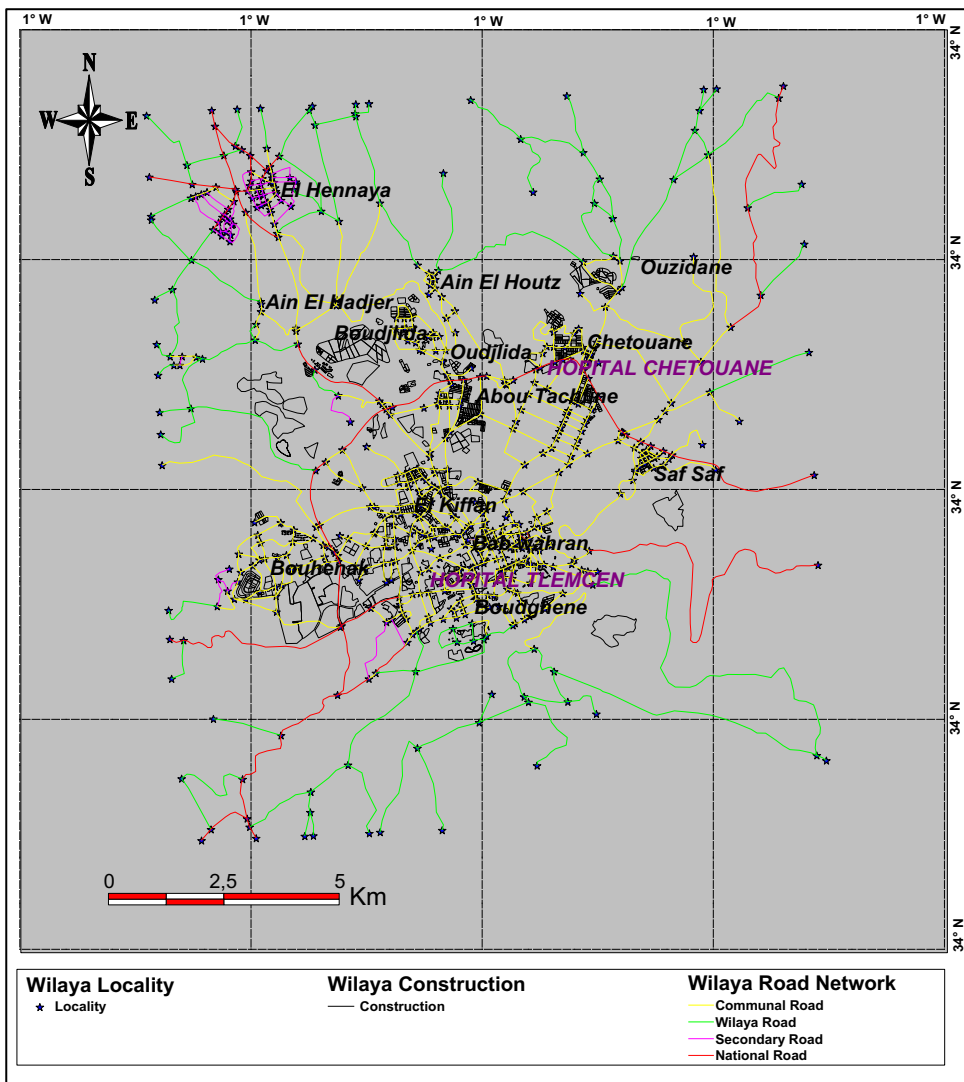 1° W 1° W 1° W 1° W 1° W
34° N
N
W E
S
El Hennaya
Ouzidane
Ain El Houtz
Ain El Hadjer
Boudjlida
Chetouane
Oudjlida
HOPITAL CHETOUANE
Abou Tachfine
Saf Saf
34° N
34° N
El Kiffan
Bab wahran
Bouhenak
HOPITAL TLEMCEN
Boudghene
34° N
0 2,5 5
Km
34° N
Wilaya Locality
Locality
Wilaya Construction
Construction
Wilaya Road Network
Communal Road
Wilaya Road
Secondary Road
National Road